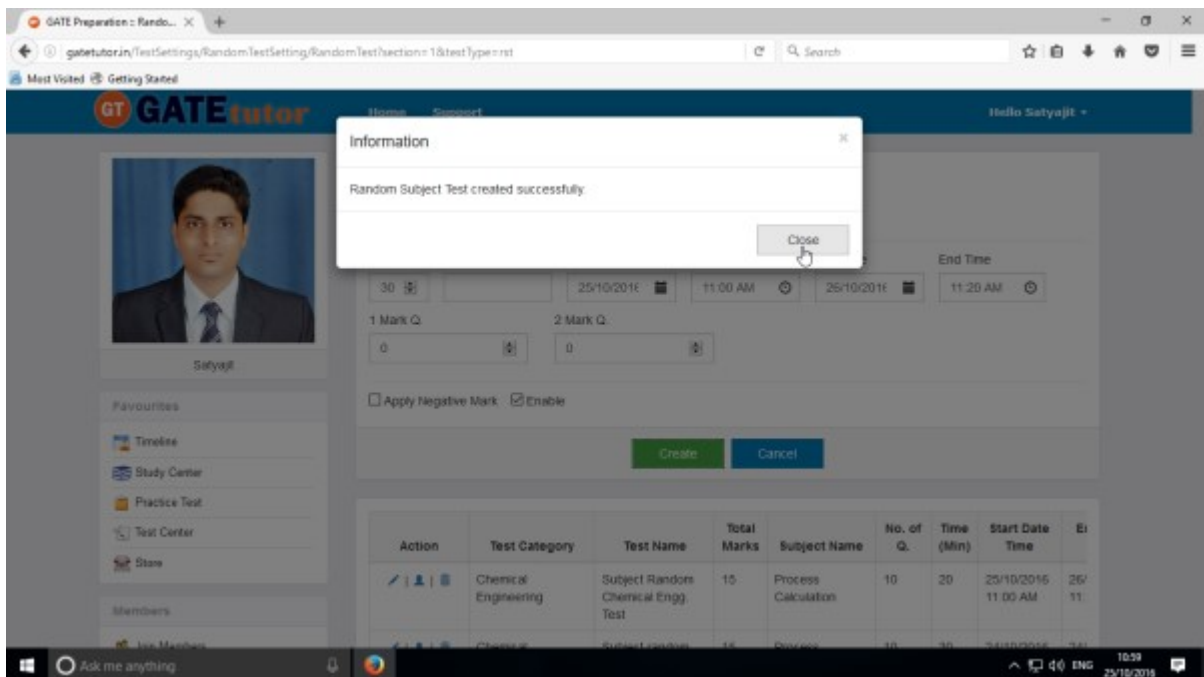 GATE Preparation :: Rando...
gatetutor.in/TestSettings/RandomTestSetting/RandomTest?section=1&testType=rst
Search
Most Visited Getting Started
GT GATEtutor
Home Support
Hello Satyajit
Information
Random Subject Test created successfully.
Close
End Time
30 25/10/2016 11:00 AM 26/10/2016 11:20 AM
1 Mark Q. 2 Mark Q.
0 0
Apply Negative Mark Enable
Create Cancel
Satyajit
Favourites
Timeline
Study Center
Practice Test
Test Center
Store
Members
Join Members
Action Test Category Test Name Total Marks Subject Name No. of Q. Time (Min) Start Date Time
Chemical Engineering Subject Random Chemical Engg. Test 15 Process Calculation 10 20 25/10/2016 11:00 AM 26/ 11:
Ask me anything
ENG
10:59
25/10/2016